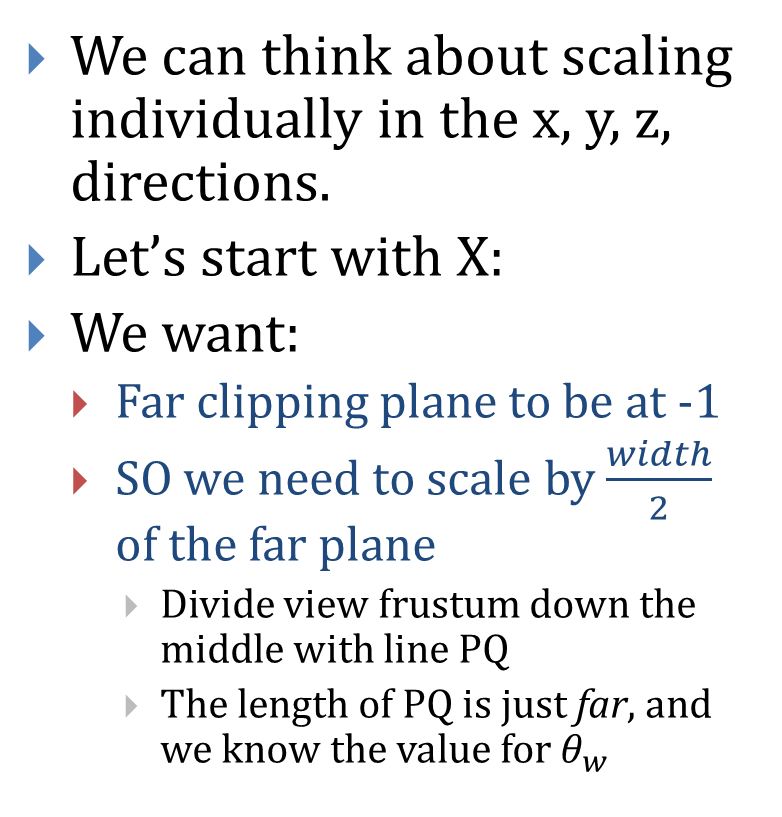 We can think about scaling
individually in the x, y, z,
directions.
Let’s start with X:
We want:
Far clipping plane to be at -1
SO we need to scale by width/2
of the far plane
Divide view frustum down the
middle with line PQ
The length of PQ is just far, and
we know the value for θ_w